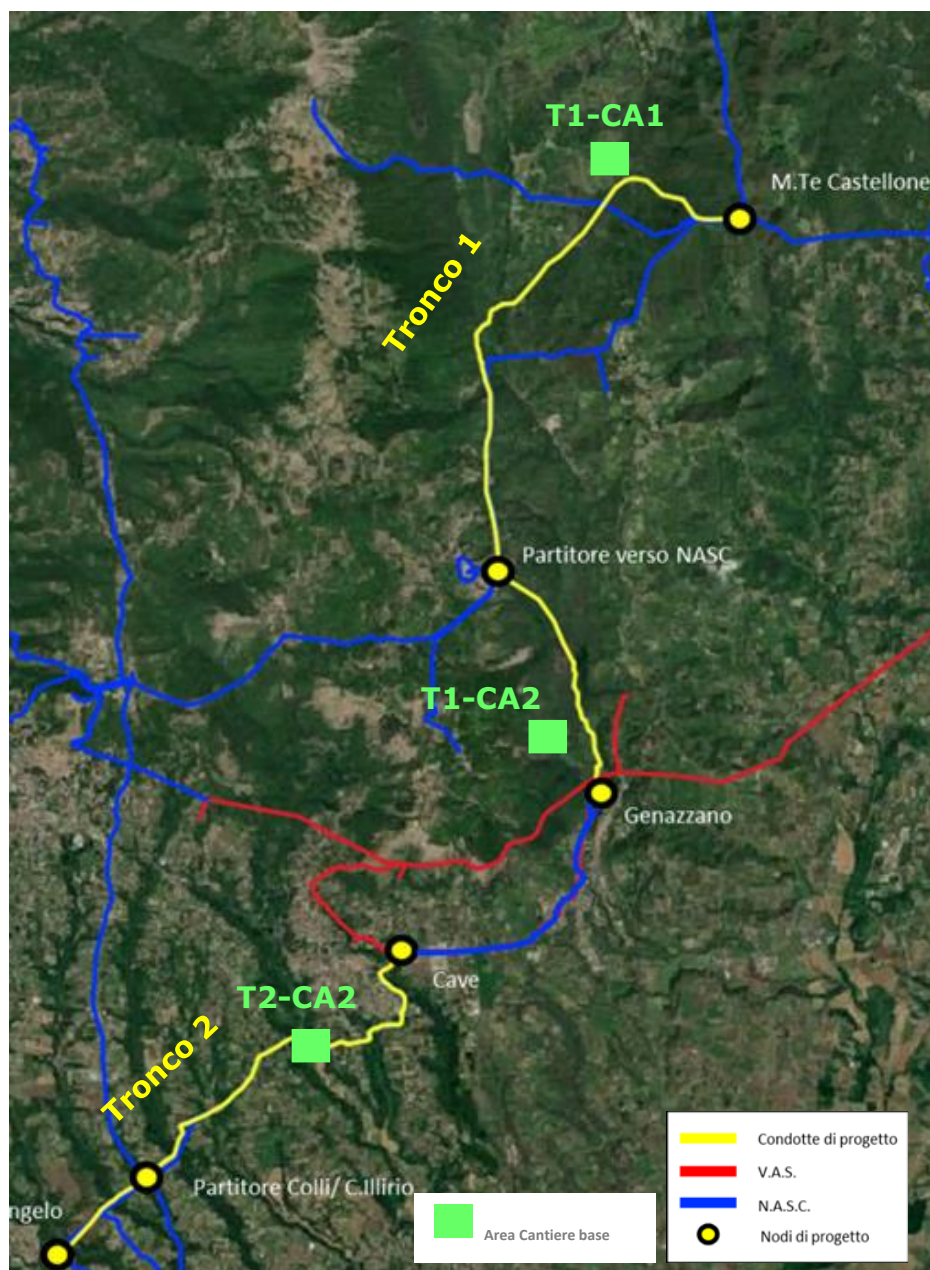 T1-CA1
M.Te Castellone
Tronco 1
Partitore verso NASC
T1-CA2
Genazzano
Cave
T2-CA2
Tronco 2
Partitore Colli/ C.Illirio
ngelo
Area Cantiere base
Condotte di progetto
V.A.S.
N.A.S.C.
Nodi di progetto